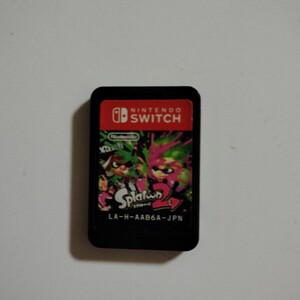 NINTENDO
SWITCH
Nintendo
Splatoon 2
LA-H-AAB6A-JPN